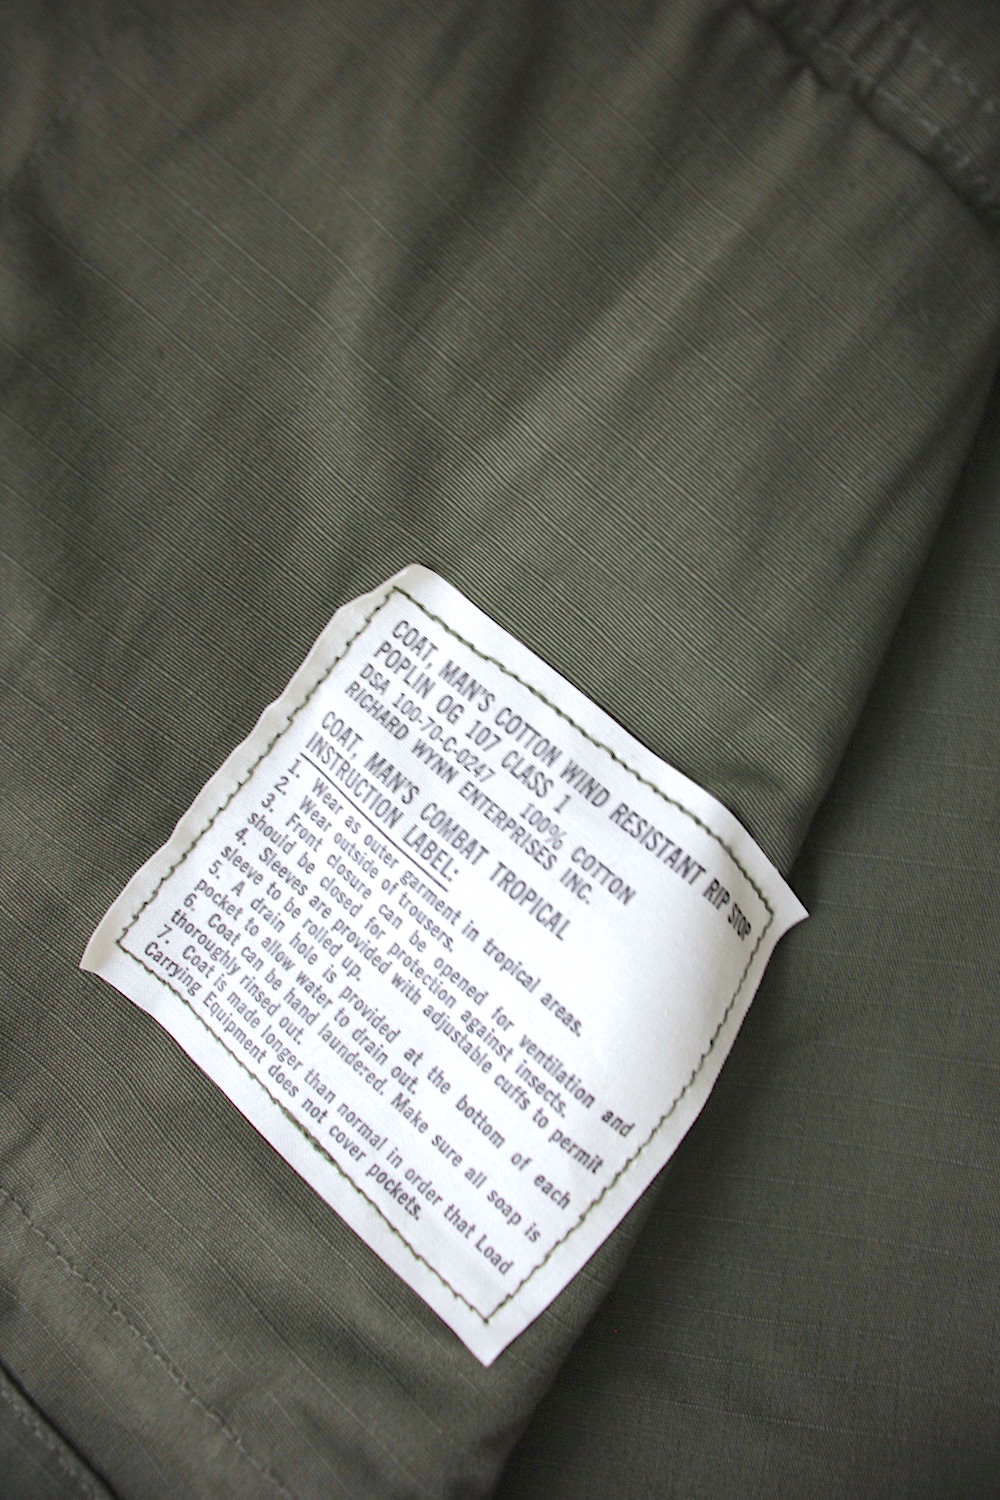 COAT, MAN'S COTTON WIND RESISTANT RIP STOP
POPLIN OG 107 CLASS 1
DSA 100-70-C-0247 100% COTTON
RICHARD WYNN ENTERPRISES INC.
COAT, MAN'S COMBAT TROPICAL
INSTRUCTION LABEL:
1. Wear as outer garment in tropical areas.
2. Wear outside of trousers.
3. Front closure can be opened for ventilation and
should be closed for protection against insects.
4. Sleeves are provided with adjustable cuffs to permit
sleeve to be rolled up.
5. A drain hole is provided at the bottom of each
pocket to allow water to drain out.
6. Coat can be hand laundered. Make sure all soap is
thoroughly rinsed out.
7. Coat is made longer than normal in order that Load
Carrying Equipment does not cover pockets.